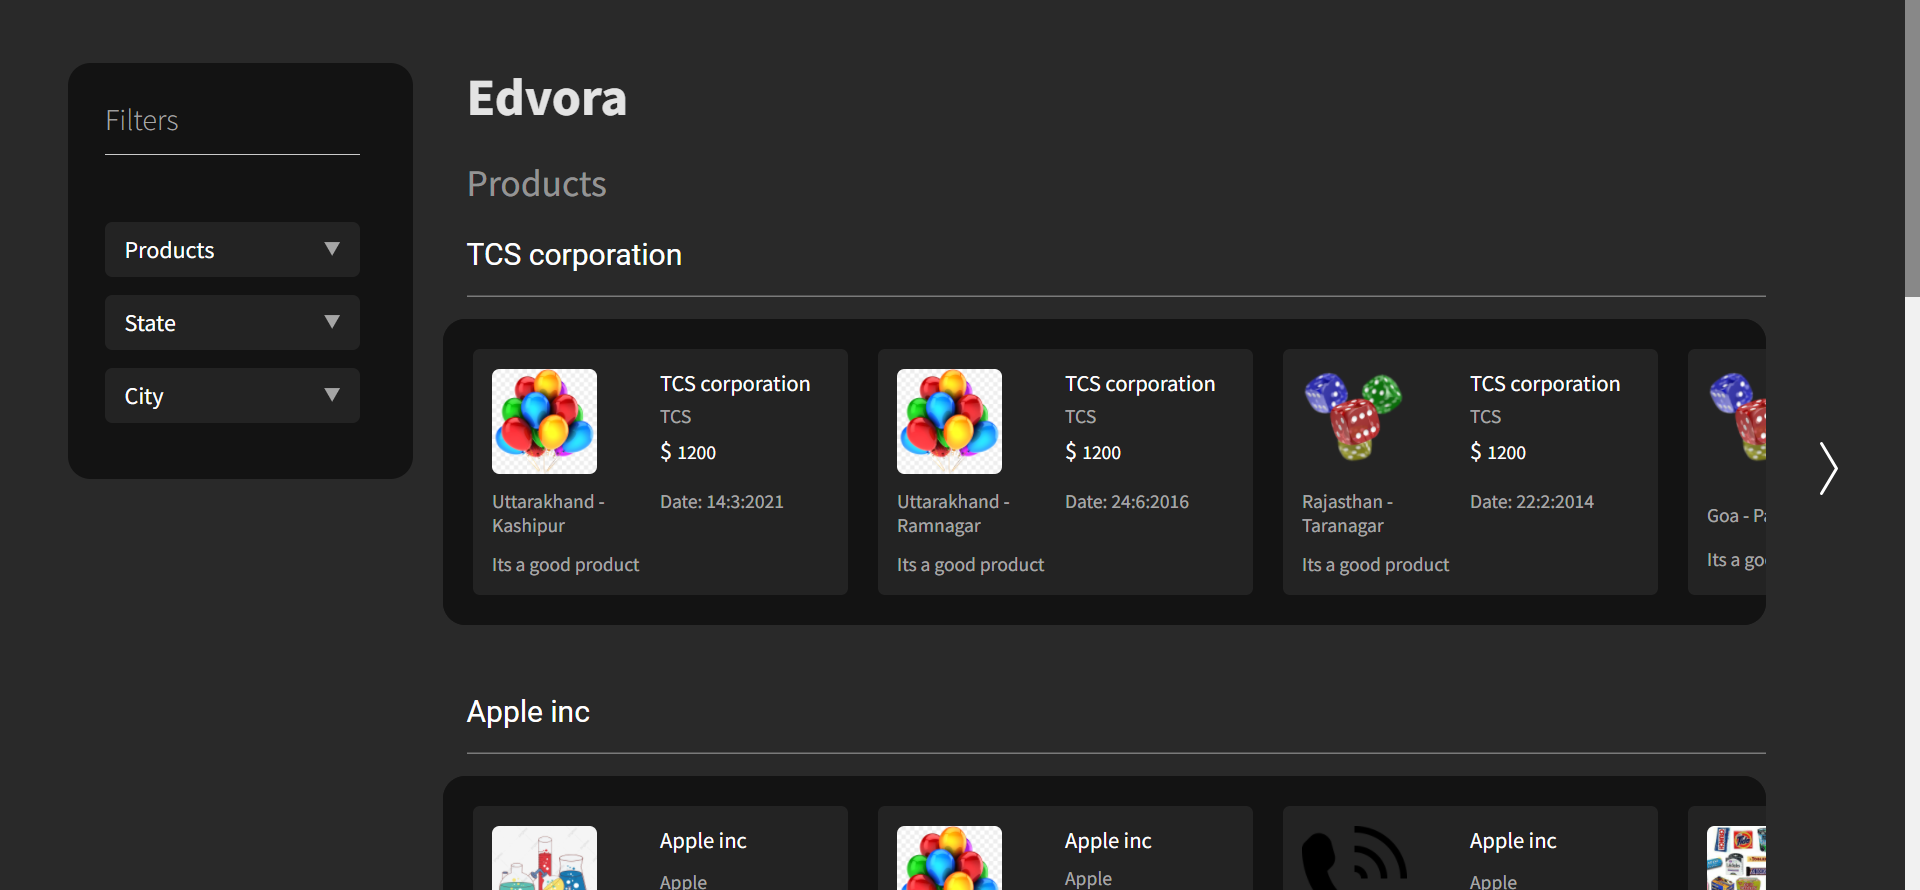 Filters
Products
State
City
Edvora
Products
TCS corporation
TCS corporation
TCS
$ 1200
Uttarakhand -
Kashipur
Date: 14:3:2021
Its a good product
TCS corporation
TCS
$ 1200
Uttarakhand -
Ramnagar
Date: 24:6:2016
Its a good product
TCS corporation
TCS
$ 1200
Rajasthan -
Taranagar
Date: 22:2:2014
Its a good product
Goa -
Its a
Apple inc
Apple inc
Apple
Apple inc
Apple
Apple inc
Apple